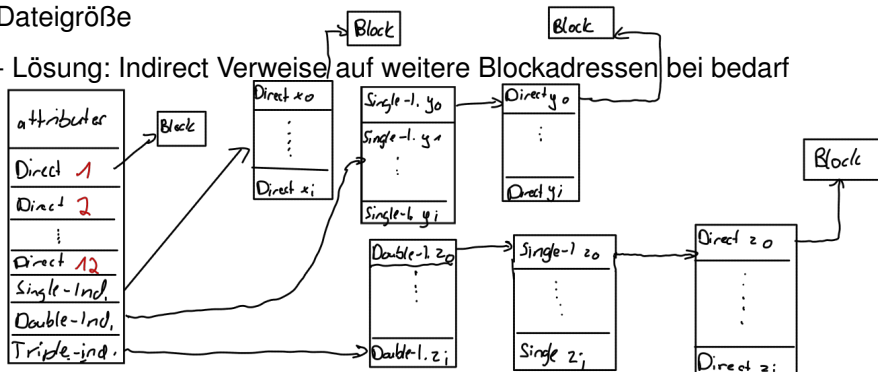 Dateigröße
- Lösung: Indirect Verweise auf weitere Blockadressen bei bedarf
attributer
Direct 1
Direct 2
Direct 12
Single-Ind.
Double-Ind.
Triple-ind.
Block
Direct x0
Direct xi
Block
Single-I. y0
Single-I. y1
Single-I. yi
Direct y0
Direct yi
Block
Double-I. z0
Double-I. zi
Single-I z0
Single zi
Direct z0
Direct zi
Block